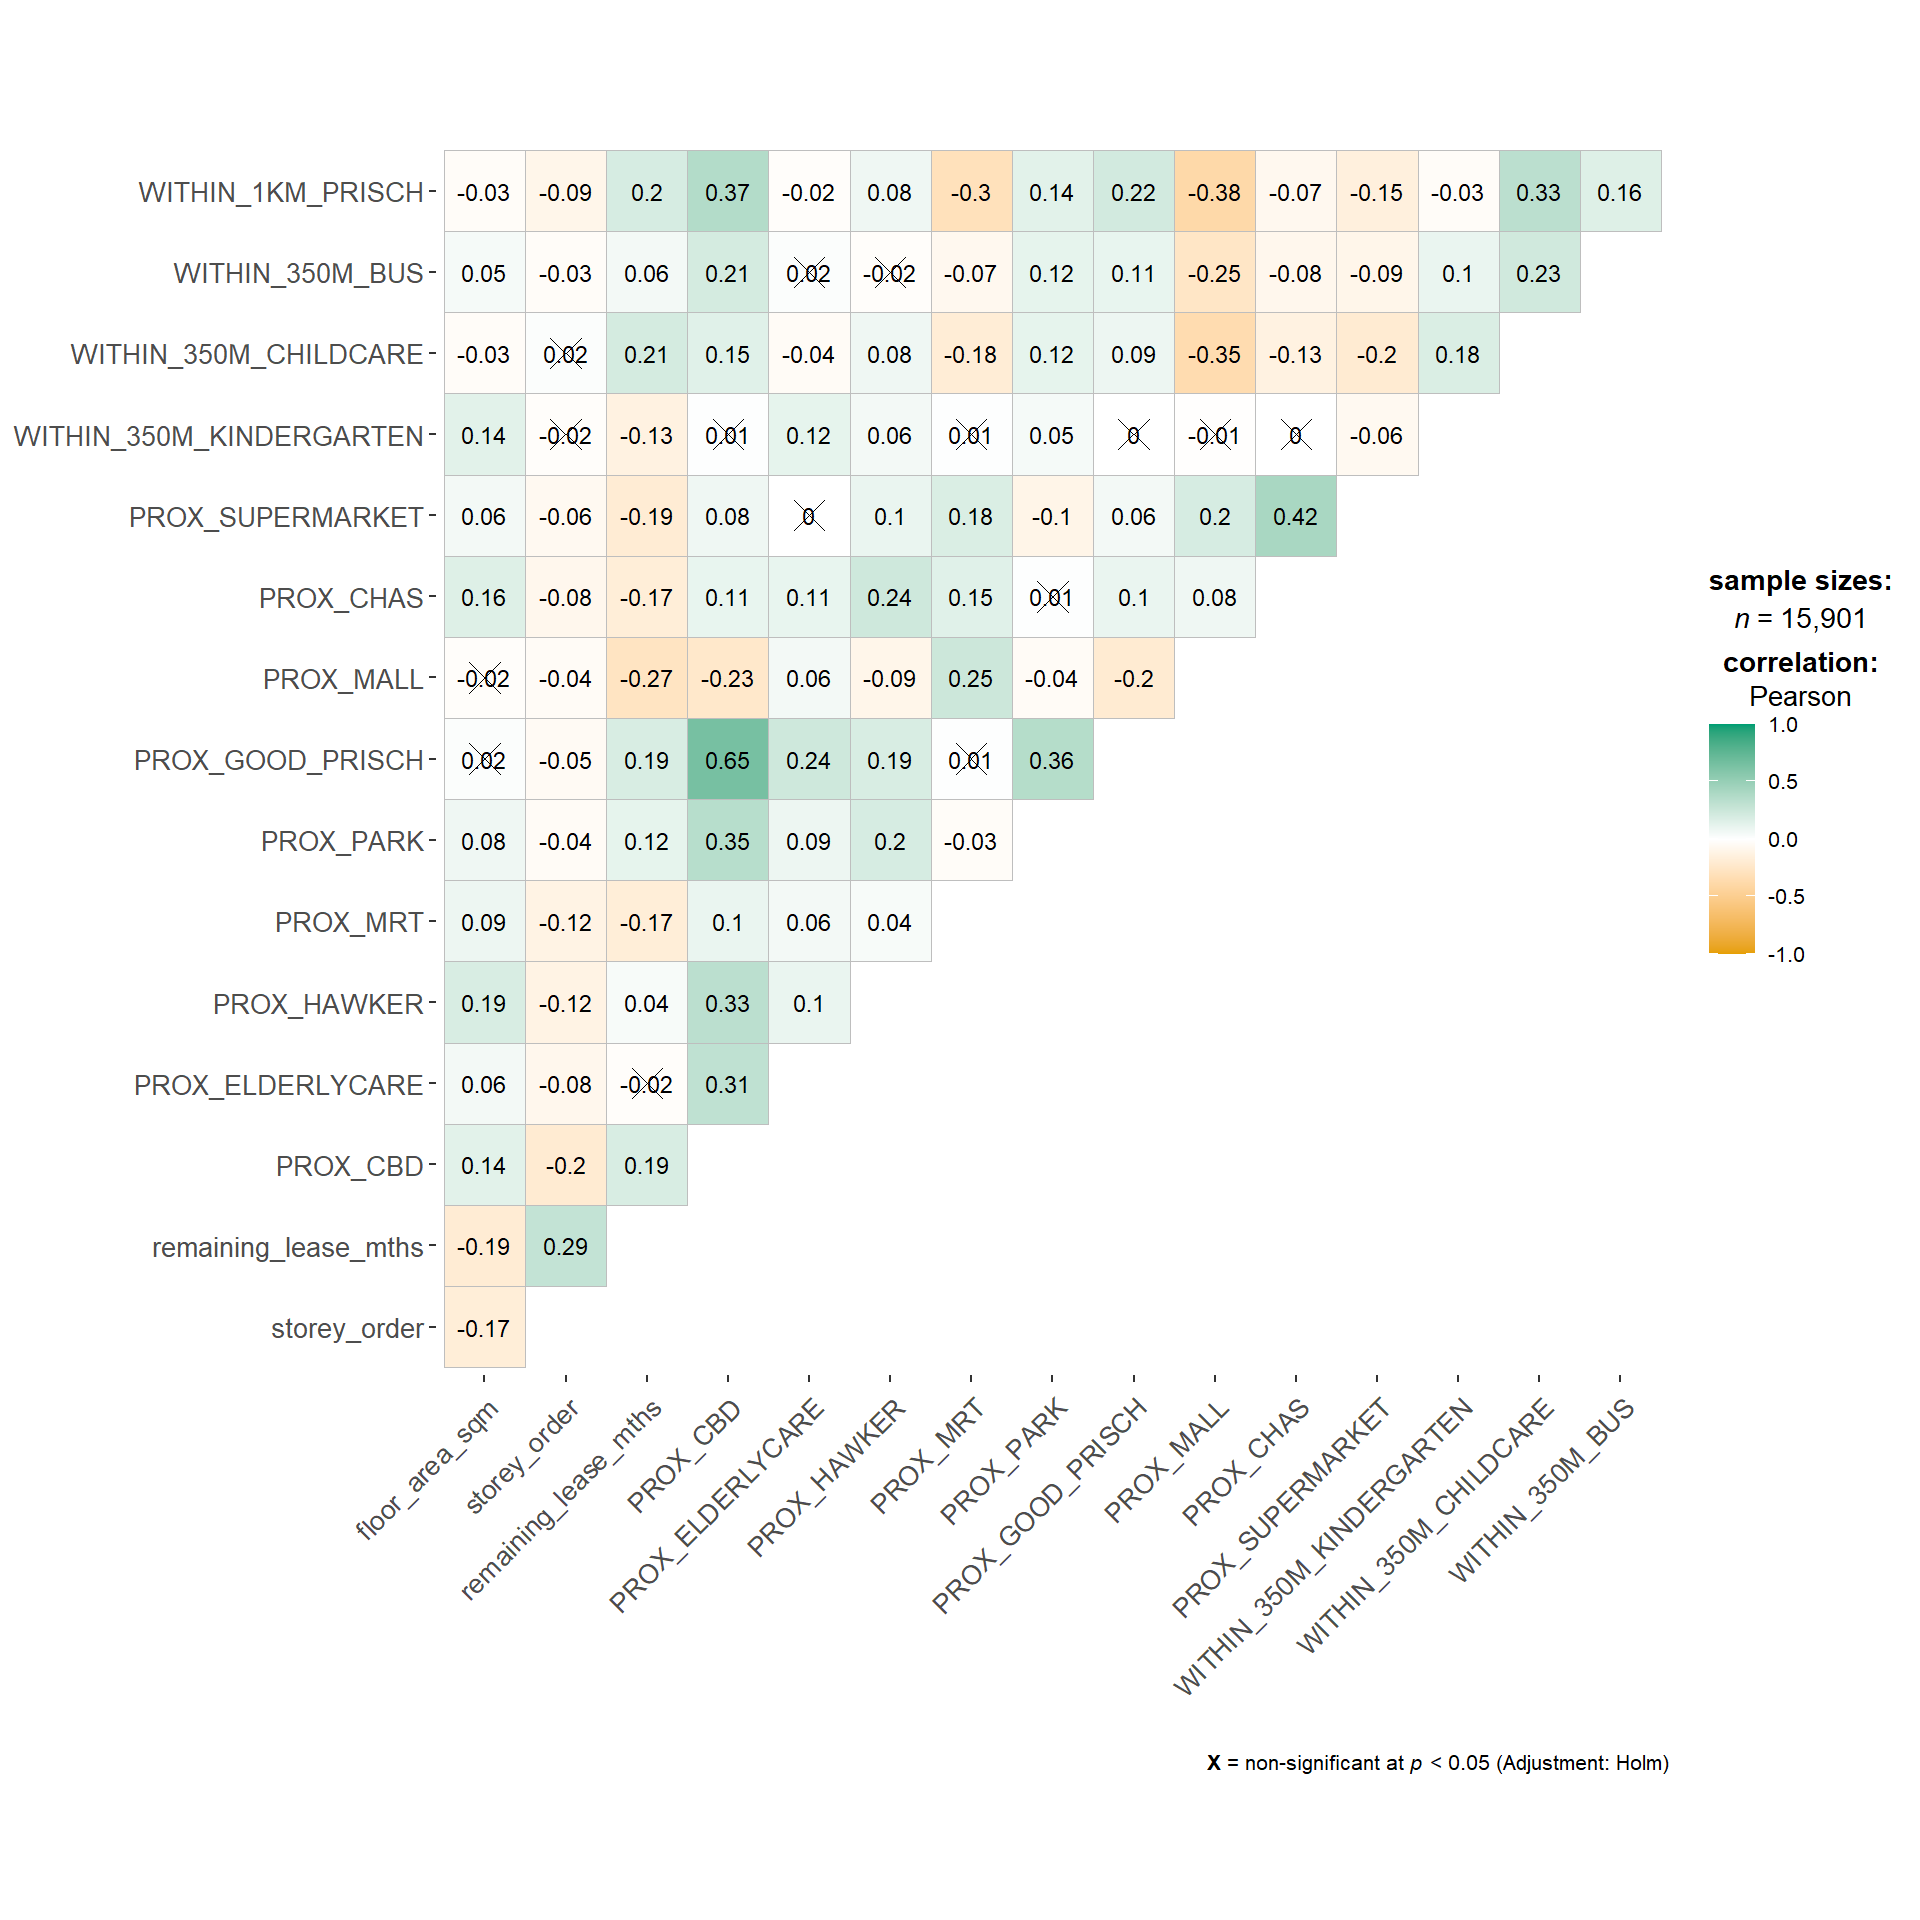 WITHIN_1KM_PRISCH -0.03 -0.09 0.2 0.37 -0.02 0.08 -0.3 0.14 0.22 -0.38 -0.07 -0.15 -0.03 0.33 0.16
WITHIN_350M_BUS 0.05 -0.03 0.06 0.21 0.02 -0.02 -0.07 0.12 0.11 -0.25 -0.08 -0.09 0.1 0.23
WITHIN_350M_CHILDCARE -0.03 0.02 0.21 0.15 -0.04 0.08 -0.18 0.12 0.09 -0.35 -0.13 -0.2 0.18
WITHIN_350M_KINDERGARTEN 0.14 -0.02 -0.13 0.01 0.12 0.06 0.01 0.05 0 -0.01 0 -0.06
PROX_SUPERMARKET 0.06 -0.06 -0.19 0.08 0 0.1 0.18 -0.1 0.06 0.2 0.42
PROX_CHAS 0.16 -0.08 -0.17 0.11 0.11 0.24 0.15 0.01 0.1 0.08
PROX_MALL -0.02 -0.04 -0.27 -0.23 0.06 -0.09 0.25 -0.04 -0.2
PROX_GOOD_PRISCH 0.02 -0.05 0.19 0.65 0.24 0.19 0.01 0.36
PROX_PARK 0.08 -0.04 0.12 0.35 0.09 0.2 -0.03
PROX_MRT 0.09 -0.12 -0.17 0.1 0.06 0.04
PROX_HAWKER 0.19 -0.12 0.04 0.33 0.1
PROX_ELDERLYCARE 0.06 -0.08 -0.02 0.31
PROX_CBD 0.14 -0.2 0.19
remaining_lease_mths -0.19 0.29
storey_order -0.17
floor_area_sqm
storey_order
remaining_lease_mths
PROX_CBD
PROX_ELDERLYCARE
PROX_HAWKER
PROX_MRT
PROX_PARK
PROX_GOOD_PRISCH
PROX_MALL
PROX_CHAS
PROX_SUPERMARKET
WITHIN_350M_KINDERGARTEN
WITHIN_350M_CHILDCARE
WITHIN_350M_BUS
sample sizes:
n = 15,901
correlation:
Pearson
1.0
0.5
0.0
-0.5
-1.0
X = non-significant at p < 0.05 (Adjustment: Holm)